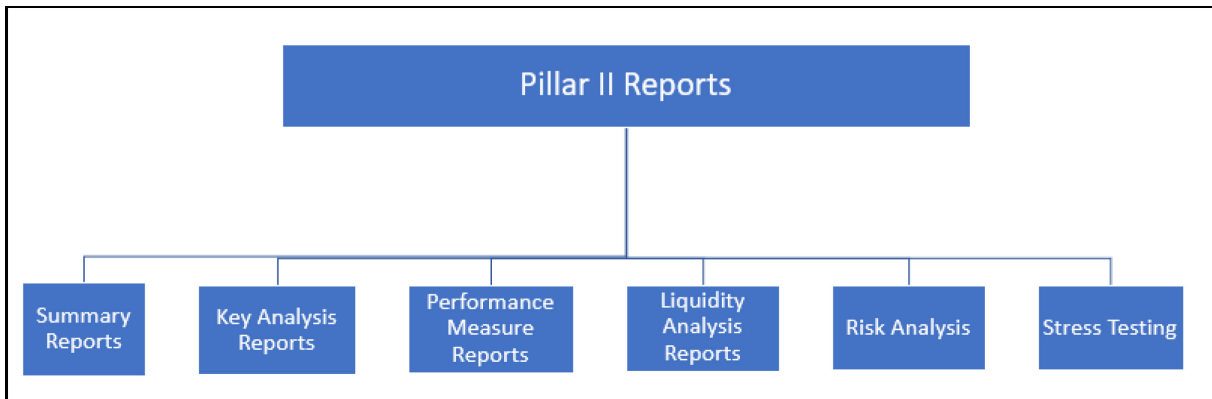 Pillar II Reports
Summary
Reports
Key Analysis
Reports
Performance
Measure
Reports
Liquidity
Analysis
Reports
Risk Analysis
Stress Testing